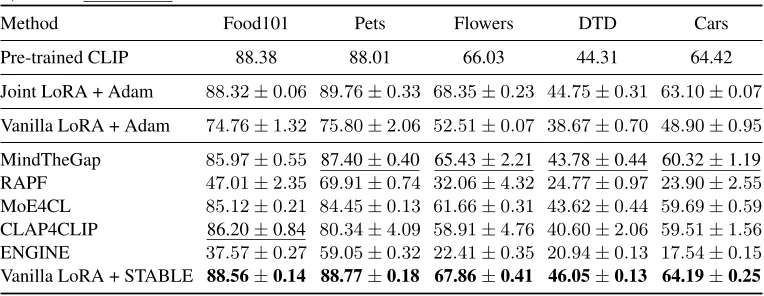 Method Food101 Pets Flowers DTD Cars
Pre-trained CLIP 88.38 88.01 66.03 44.31 64.42
Joint LoRA + Adam 88.32 ± 0.06 89.76 ± 0.33 68.35 ± 0.23 44.75 ± 0.31 63.10 ± 0.07
Vanilla LoRA + Adam 74.76 ± 1.32 75.80 ± 2.06 52.51 ± 0.07 38.67 ± 0.70 48.90 ± 0.95
MindTheGap 85.97 ± 0.55 87.40 ± 0.40 65.43 ± 2.21 43.78 ± 0.44 60.32 ± 1.19
RAPF 47.01 ± 2.35 69.91 ± 0.74 32.06 ± 4.32 24.77 ± 0.97 23.90 ± 2.55
MoE4CL 85.12 ± 0.21 84.45 ± 0.13 61.66 ± 0.31 43.62 ± 0.44 59.69 ± 0.59
CLAP4CLIP 86.20 ± 0.84 80.34 ± 4.09 58.91 ± 4.76 40.60 ± 2.06 59.51 ± 1.56
ENGINE 37.57 ± 0.27 59.05 ± 0.32 22.41 ± 0.35 20.94 ± 0.13 17.54 ± 0.15
Vanilla LoRA + STABLE 88.56 ± 0.14 88.77 ± 0.18 67.86 ± 0.41 46.05 ± 0.13 64.19 ± 0.25